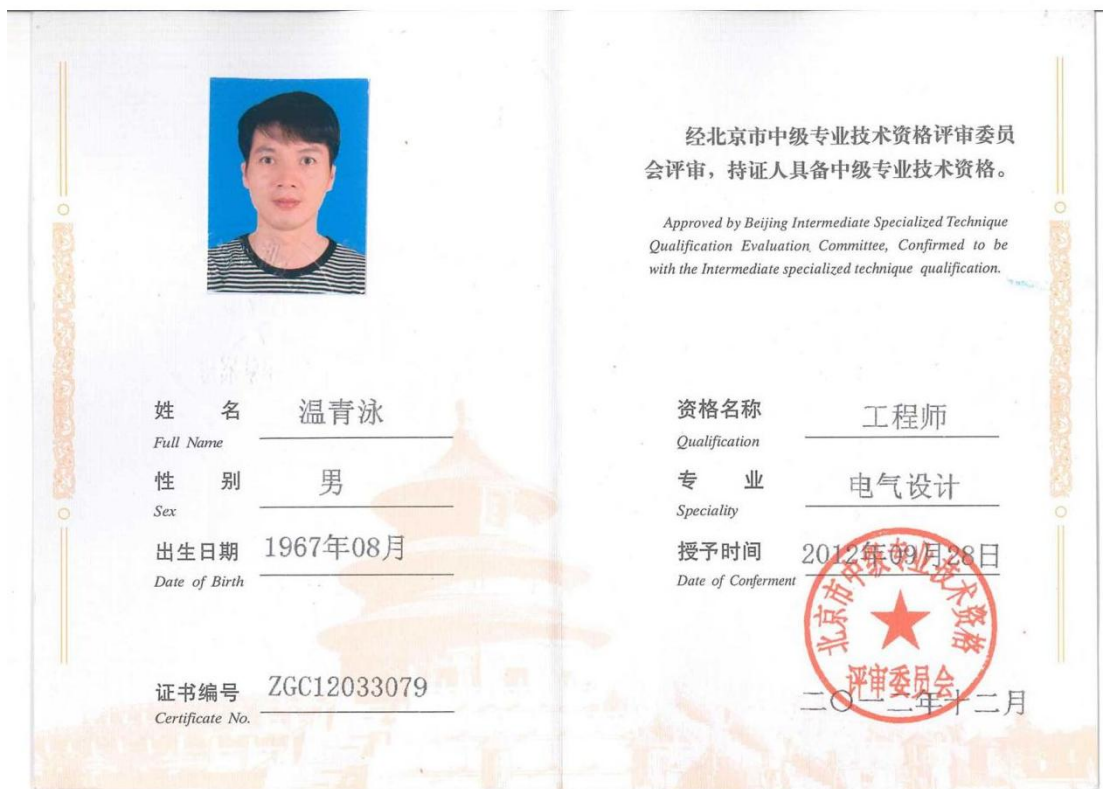 姓 名 温青泳
Full Name
性 别 男
Sex
出生日期 1967年08月
Date of Birth
证书编号 ZGC12033079
Certificate No.
经北京市中级专业技术资格评审委员
会评审，持证人具备中级专业技术资格。
Approved by Beijing Intermediate Specialized Technique
Qualification Evaluation Committee, Confirmed to be
with the Intermediate specialized technique qualification.
资格名称 工程师
Qualification
专 业 电气设计
Speciality
授予时间 2012年09月28日
Date of Conferment
北京市中级专业技术资格
评审委员会
二〇一二年十二月